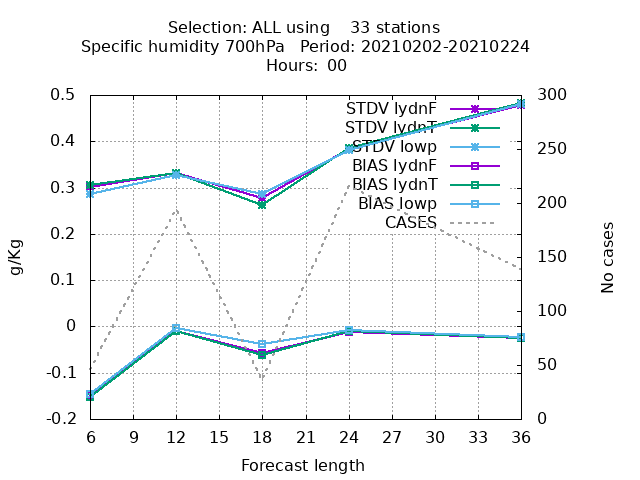 Selection: ALL using    33 stations
Specific humidity 700hPa   Period: 20210202-20210224
Hours:  00
0.5
0.4
0.3
0.2
0.1
0
-0.1
-0.2
g/Kg
STDV lydnF
STDV lydnT
STDV lowp
BIAS lydnF
BIAS lydnT
BIAS lowp
CASES
300
250
200
150
100
50
0
No cases
6 9 12 15 18 21 24 27 30 33 36
Forecast length